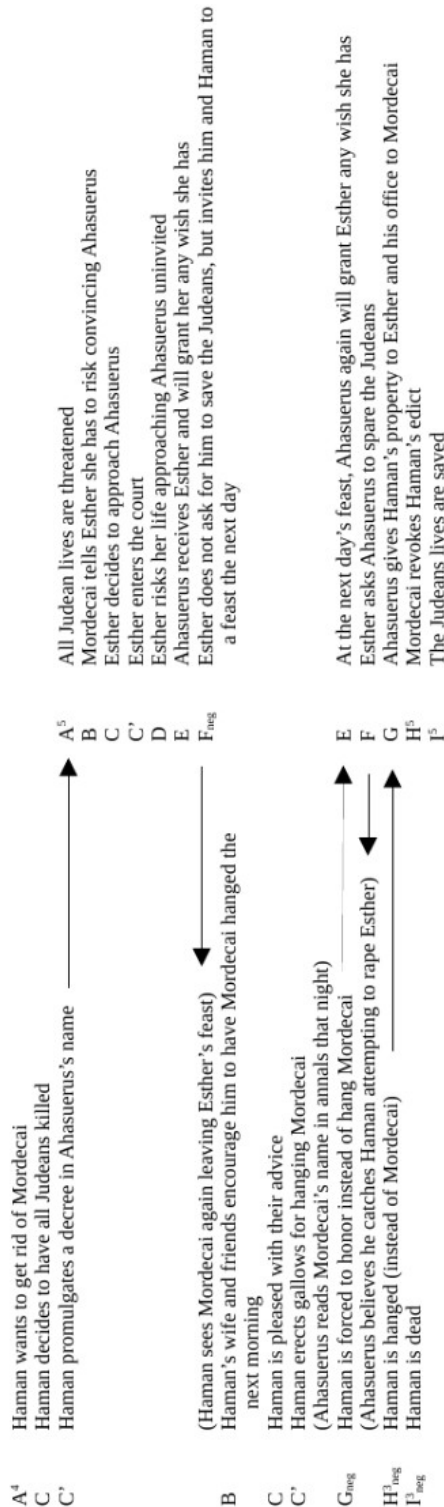 A⁴ Haman wants to get rid of Mordecai
C Haman decides to have all Judeans killed
C’ Haman promulgates a decree in Ahasuerus’s name
(Haman sees Mordecai again leaving Esther’s feast)
B Haman’s wife and friends encourage him to have Mordecai hanged the
next morning
C Haman is pleased with their advice
C’ Haman erects gallows for hanging Mordecai
(Ahasuerus reads Mordecai’s name in annals that night)
Gneg Haman is forced to honor instead of hang Mordecai
(Ahasuerus believes he catches Haman attempting to rape Esther)
H³neg Haman is hanged (instead of Mordecai)
I³neg Haman is dead
A⁵ All Judean lives are threatened
B Mordecai tells Esther she has to risk convincing Ahasuerus
C Esther decides to approach Ahasuerus
C’ Esther enters the court
D Esther risks her life approaching Ahasuerus uninvited
E Ahasuerus receives Esther and will grant her any wish she has
Fneg Esther does not ask for him to save the Judeans, but invites him and Haman to
a feast the next day
E At the next day’s feast, Ahasuerus again will grant Esther any wish she has
F Esther asks Ahasuerus to spare the Judeans
G Ahasuerus gives Haman’s property to Esther and his office to Mordecai
H⁵ Mordecai revokes Haman’s edict
I⁵ The Judeans lives are saved